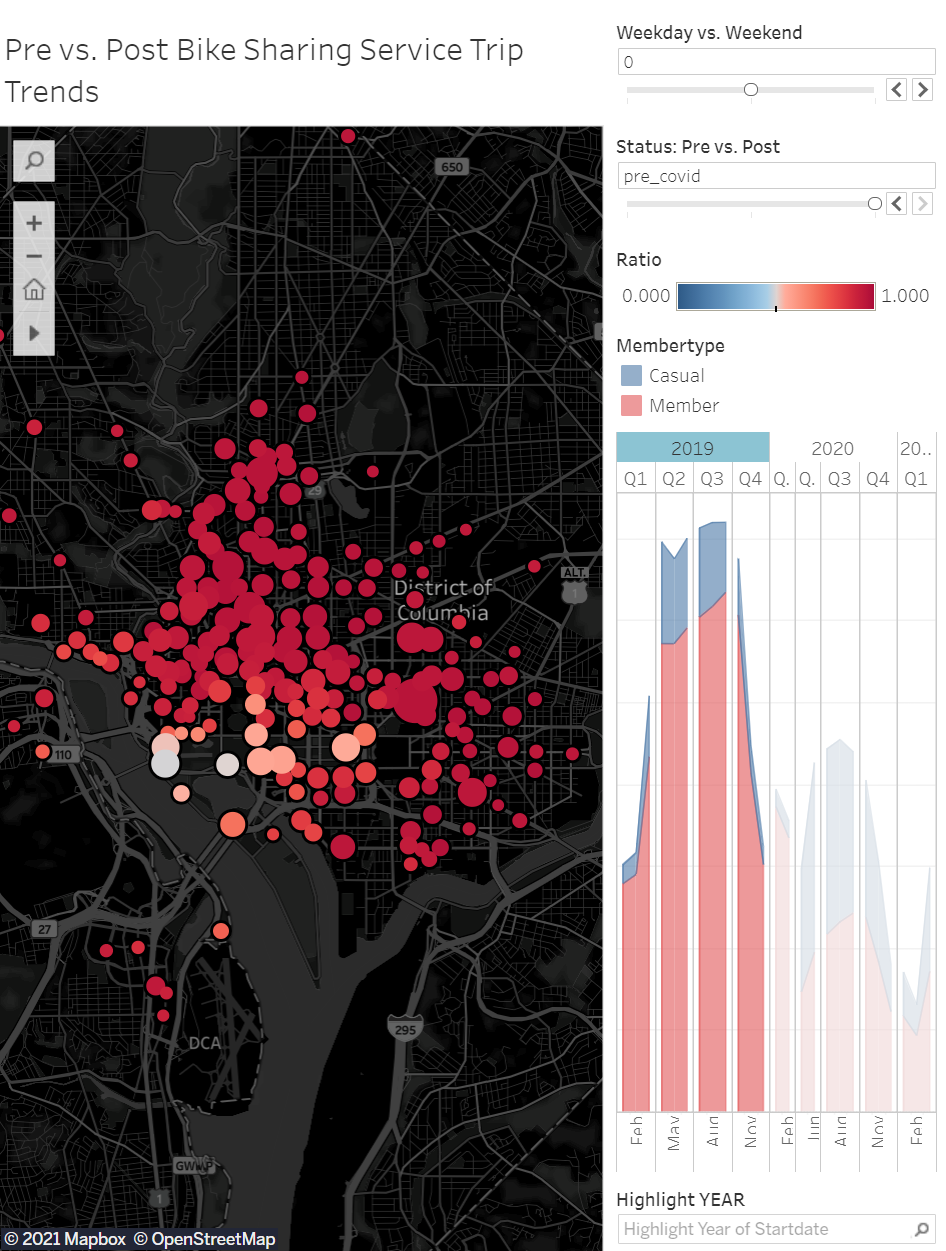 Pre vs. Post Bike Sharing Service Trip
Trends
Weekday vs. Weekend
0
Status: Pre vs. Post
pre_covid
Ratio
0.000
1.000
Membertype
Casual
Member
2019
2020
20..
Q1
Q2
Q3
Q4
Q.
Q.
Q3
Q4
Q1
Feb
May
Aug
Nov
Feb
Jun
Aug
Nov
Feb
Highlight YEAR
Highlight Year of Startdate
650
29
ALT.
1
District of
Columbia
110
27
295
DCA
GWMP
1
© 2021 Mapbox © OpenStreetMap